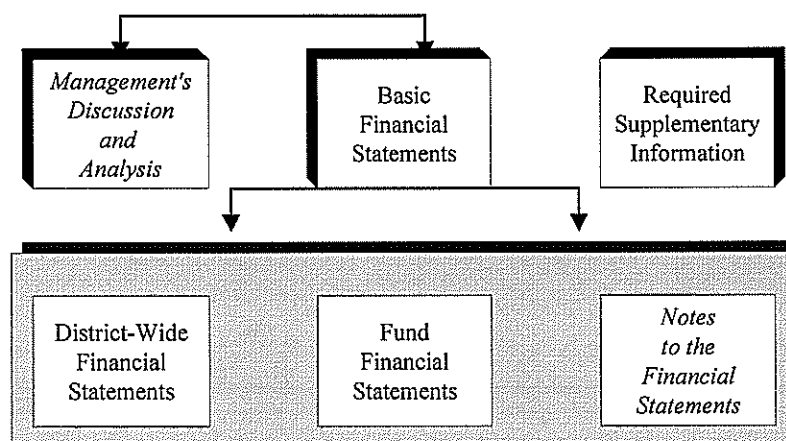 Management's
Discussion
and
Analysis
Basic
Financial
Statements
Required
Supplementary
Information
District-Wide
Financial
Statements
Fund
Financial
Statements
Notes
to the
Financial
Statements